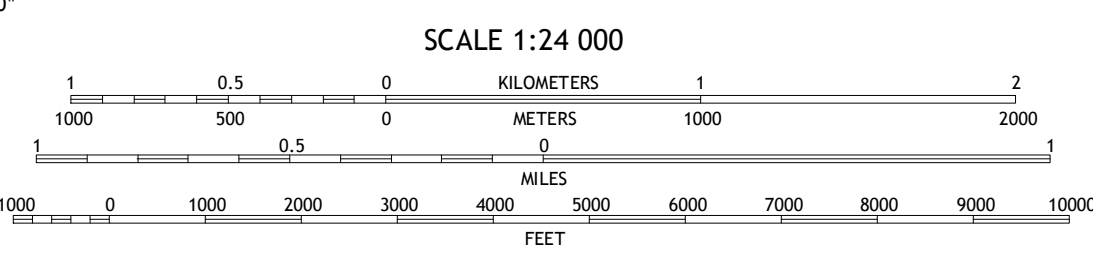 0"
SCALE 1:24 000
1 0.5 0 KILOMETERS 1 2
1000 500 0 METERS 1000 2000
1 0.5 0 1
MILES
1000 0 1000 2000 3000 4000 5000 6000 7000 8000 9000 10000
FEET